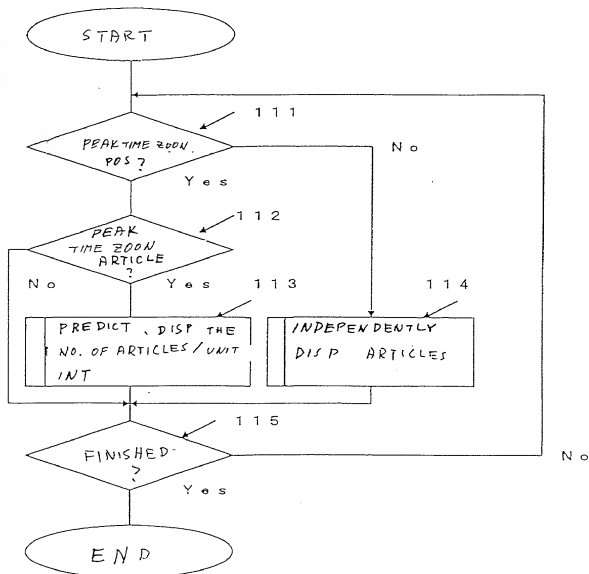 START
111
PEAK TIME ZOON
POS ?
No
Yes
112
PEAK
TIME ZOON
ARTICLE
?
No
Yes
113
114
PREDICT, DISP THE
NO. OF ARTICLES / UNIT
INT
INDEPENDENTLY
DISP ARTICLES
115
FINISHED
?
No
Yes
END